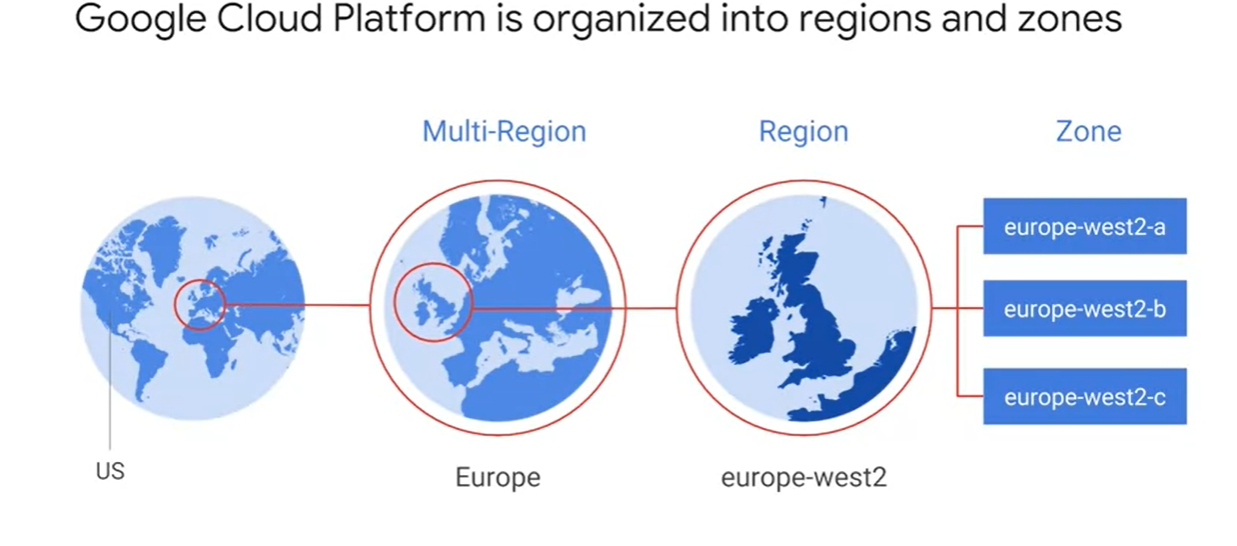 Google Cloud Platform is organized into regions and zones
Multi-Region
Region
Zone
europe-west2-a
europe-west2-b
europe-west2-c
US
Europe
europe-west2